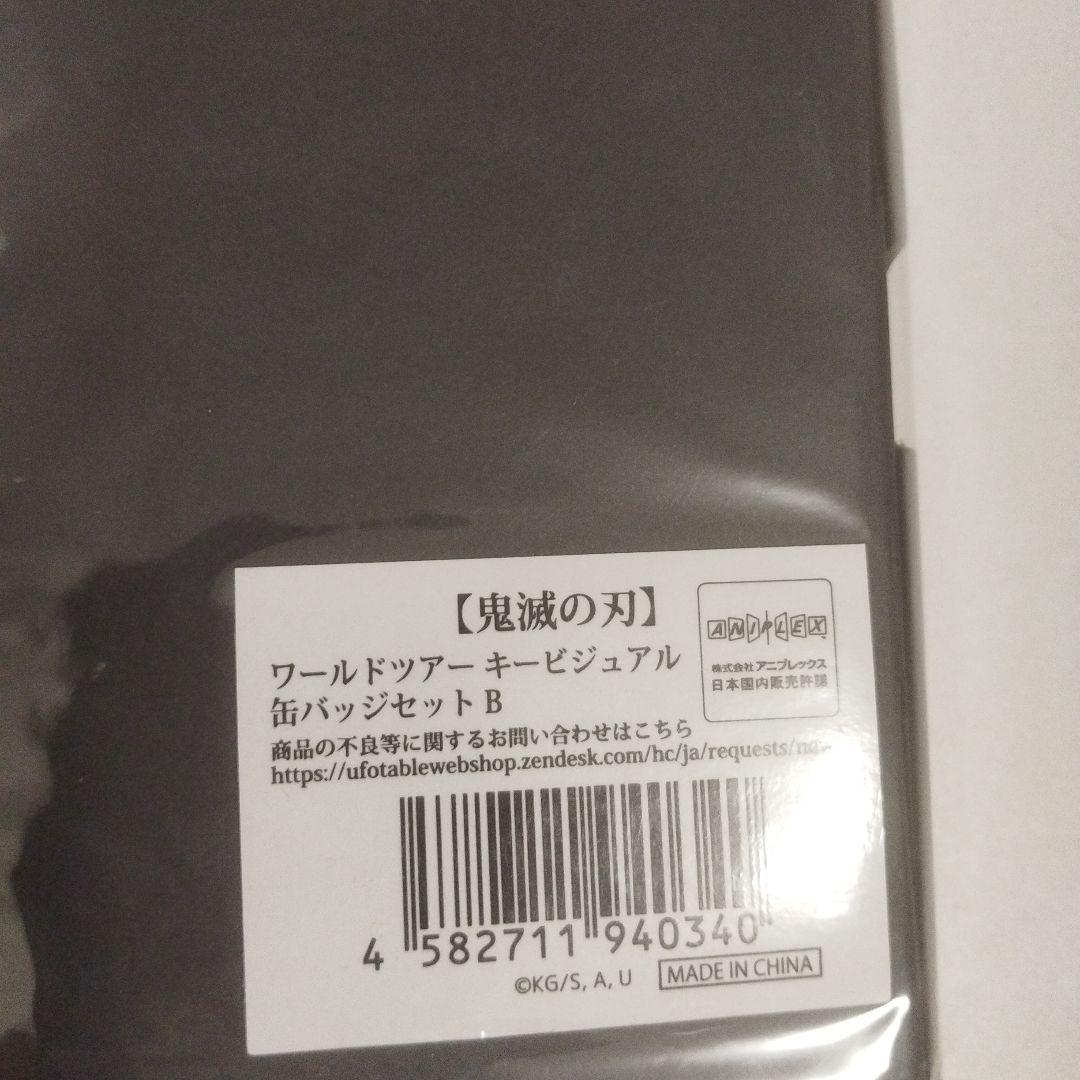 【鬼滅の刃】
ワールドツアー キービジュアル
缶バッジセット B
商品の不良等に関するお問い合わせはこちら
https://ufotablewebshop.zendesk.com/hc/ja/requests/new
ANIPLEX
株式会社 アニプレックス
日本国内販売許諾
4 582711 940340
©KG/S, A, U
MADE IN CHINA